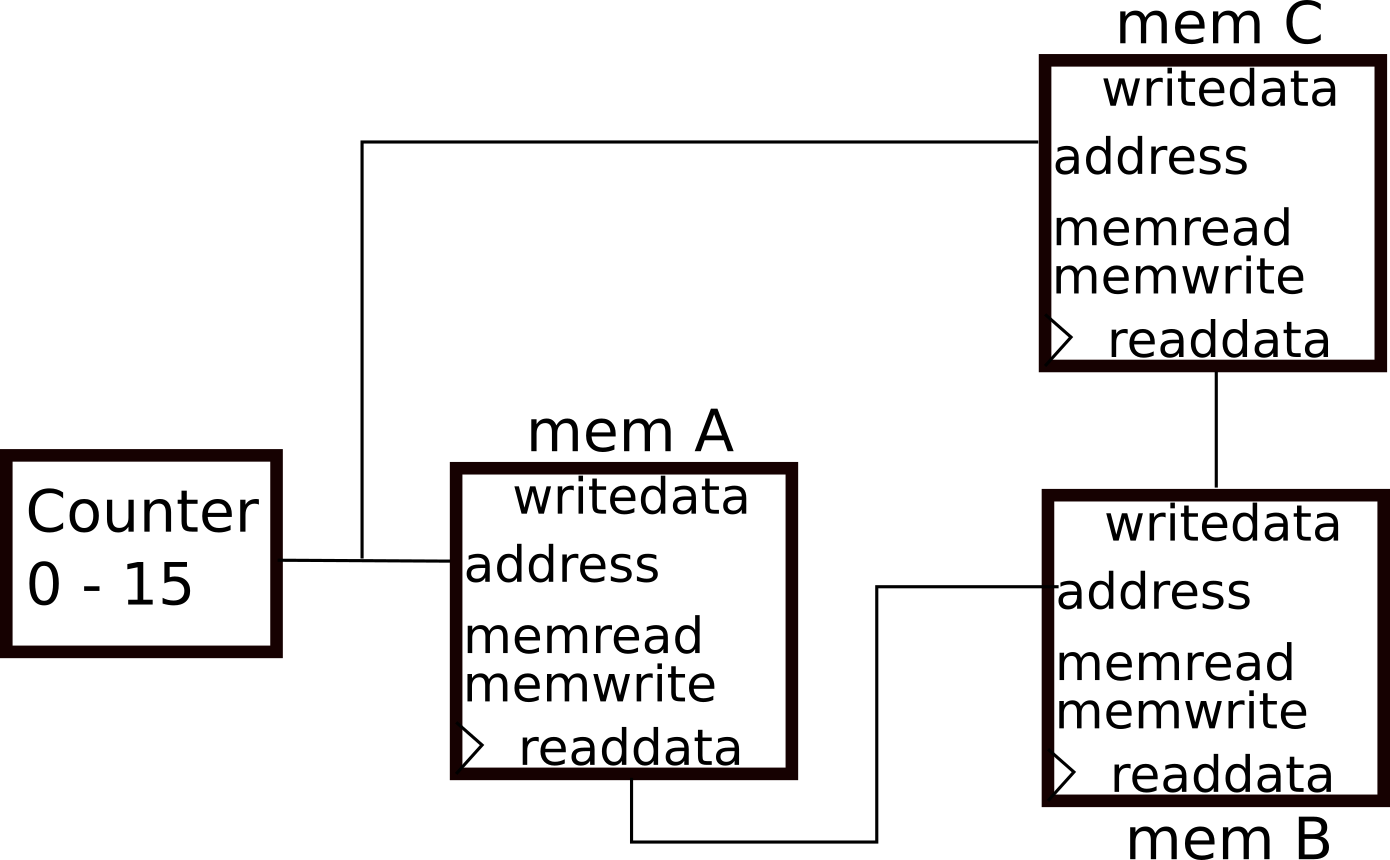 mem C
writedata
address
memread
memwrite
readdata
mem A
writedata
address
memread
memwrite
readdata
Counter
0 - 15
writedata
address
memread
memwrite
readdata
mem B